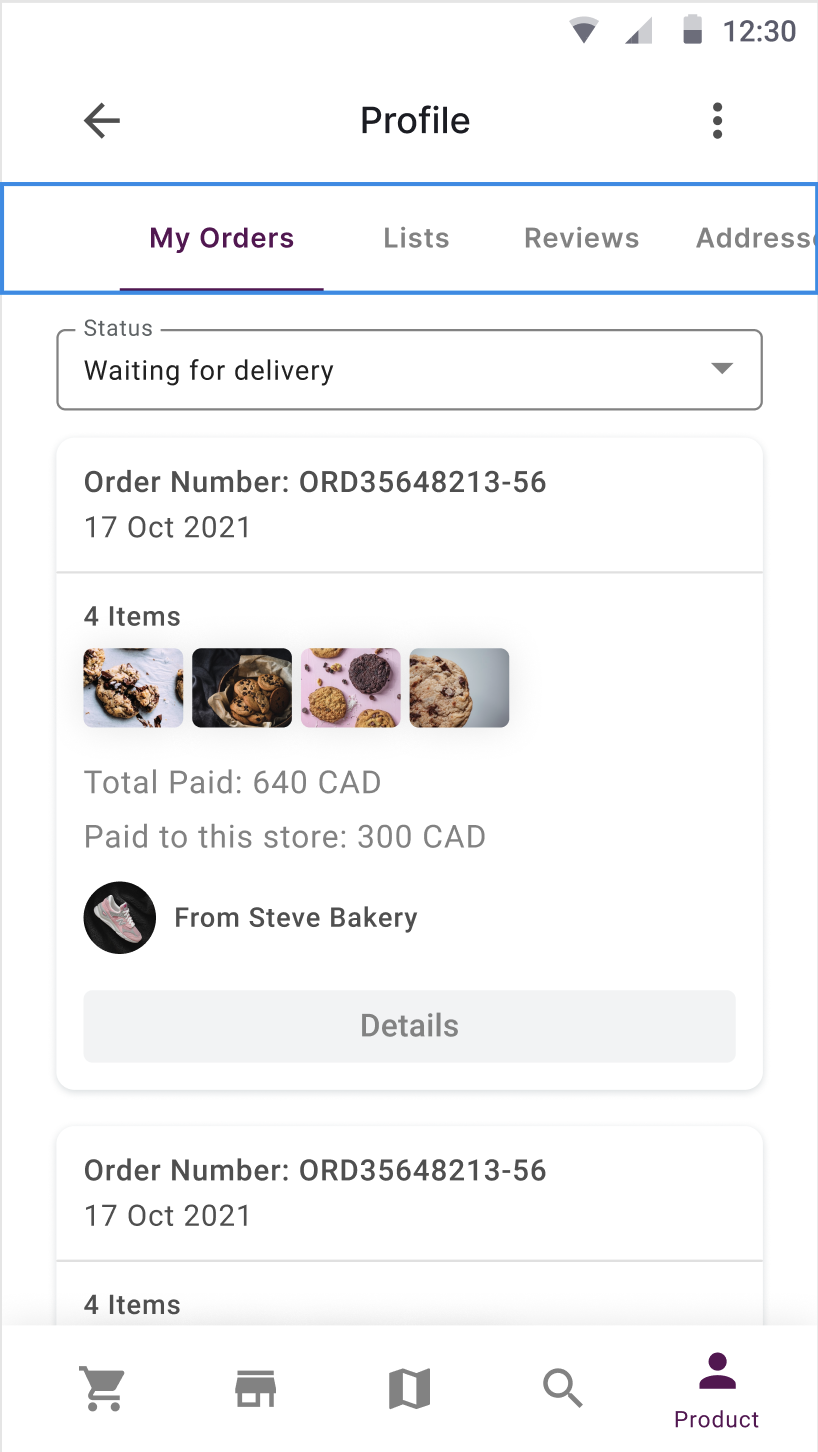 12:30
Profile
My Orders Lists Reviews Addresse
Status
Waiting for delivery
Order Number: ORD35648213-56
17 Oct 2021
4 Items
Total Paid: 640 CAD
Paid to this store: 300 CAD
From Steve Bakery
Details
Order Number: ORD35648213-56
17 Oct 2021
4 Items
Product